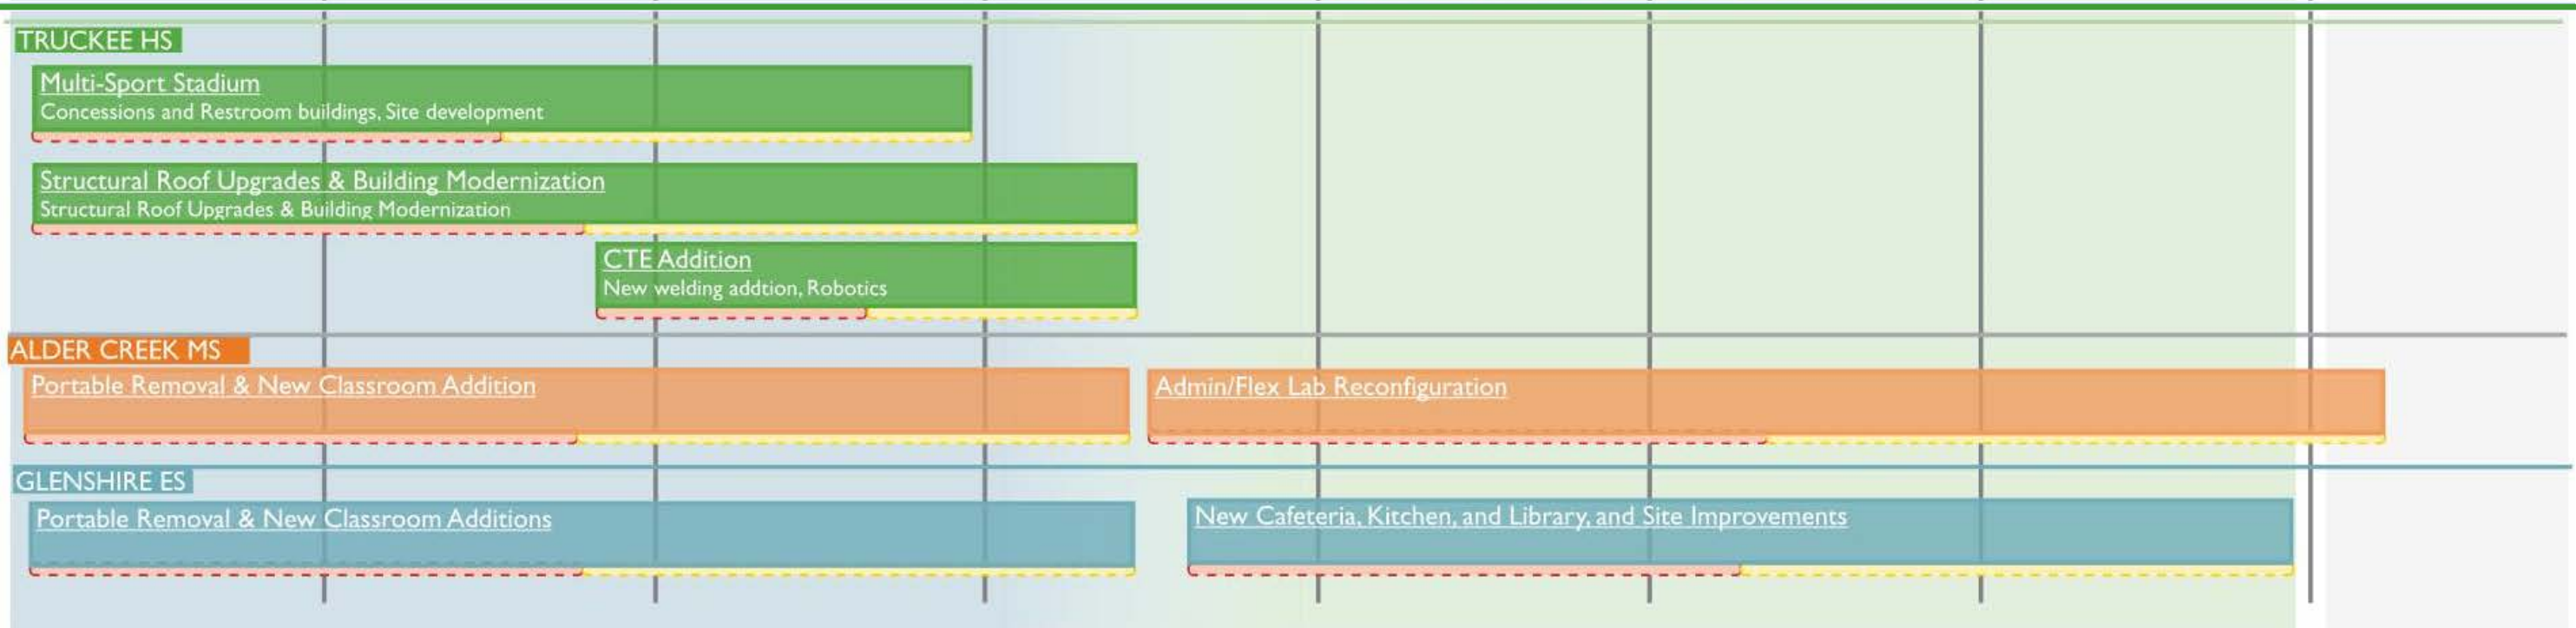 TRUCKEE HS
Multi-Sport Stadium
Concessions and Restroom buildings, Site development
Structural Roof Upgrades & Building Modernization
Structural Roof Upgrades & Building Modernization
CTE Addition
New welding addtion, Robotics
ALDER CREEK MS
Portable Removal & New Classroom Addition
Admin/Flex Lab Reconfiguration
GLENSHIRE ES
Portable Removal & New Classroom Additions
New Cafeteria, Kitchen, and Library, and Site Improvements